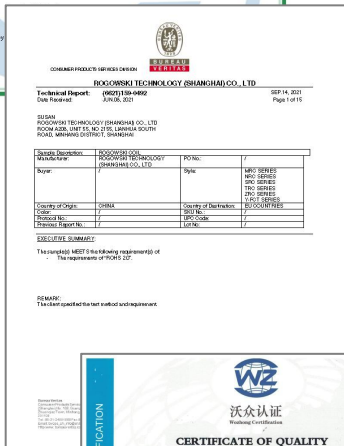 BUREAU
VERITAS
CONSUMER PRODUCTS SERVICES DIVISION
ROGOWSKI TECHNOLOGY (SHANGHAI) CO., LTD
Technical Report: (6621)159-0492 SEP.14, 2021
Date Received: JUN.08, 2021 Page 1 of 15
SUSAN
ROGOWSKI TECHNOLOGY (SHANGHAI) CO., LTD
ROOM A208, UNIT 55, NO 2155, LIANHUA SOUTH
ROAD, MINHANG DISTRICT, SHANGHAI
Sample Description: ROGOWSKI COIL
Manufacturer: ROGOWSKI TECHNOLOGY (SHANGHAI) CO., LTD PO No.: /
Buyer: / Style: MRC SERIES
NRC SERIES
SRC SERIES
TRC SERIES
ZRC SERIES
Y-FCT SERIES
Country of Origin: CHINA Country of Destination: EU COUNTRIES
Color: / SKU No.: /
Protocol No.: / UPC Code: /
Previous Report No.: / Lot No: /
EXECUTIVE SUMMARY:
The sample(s) MEETS the following requirement(s) of:
- The requirements of "ROHS 2.0".
REMARK:
The client specified the test method and requirement.
WZ
沃众认证
Wozhong Certification
CERTIFICATE OF QUALITY